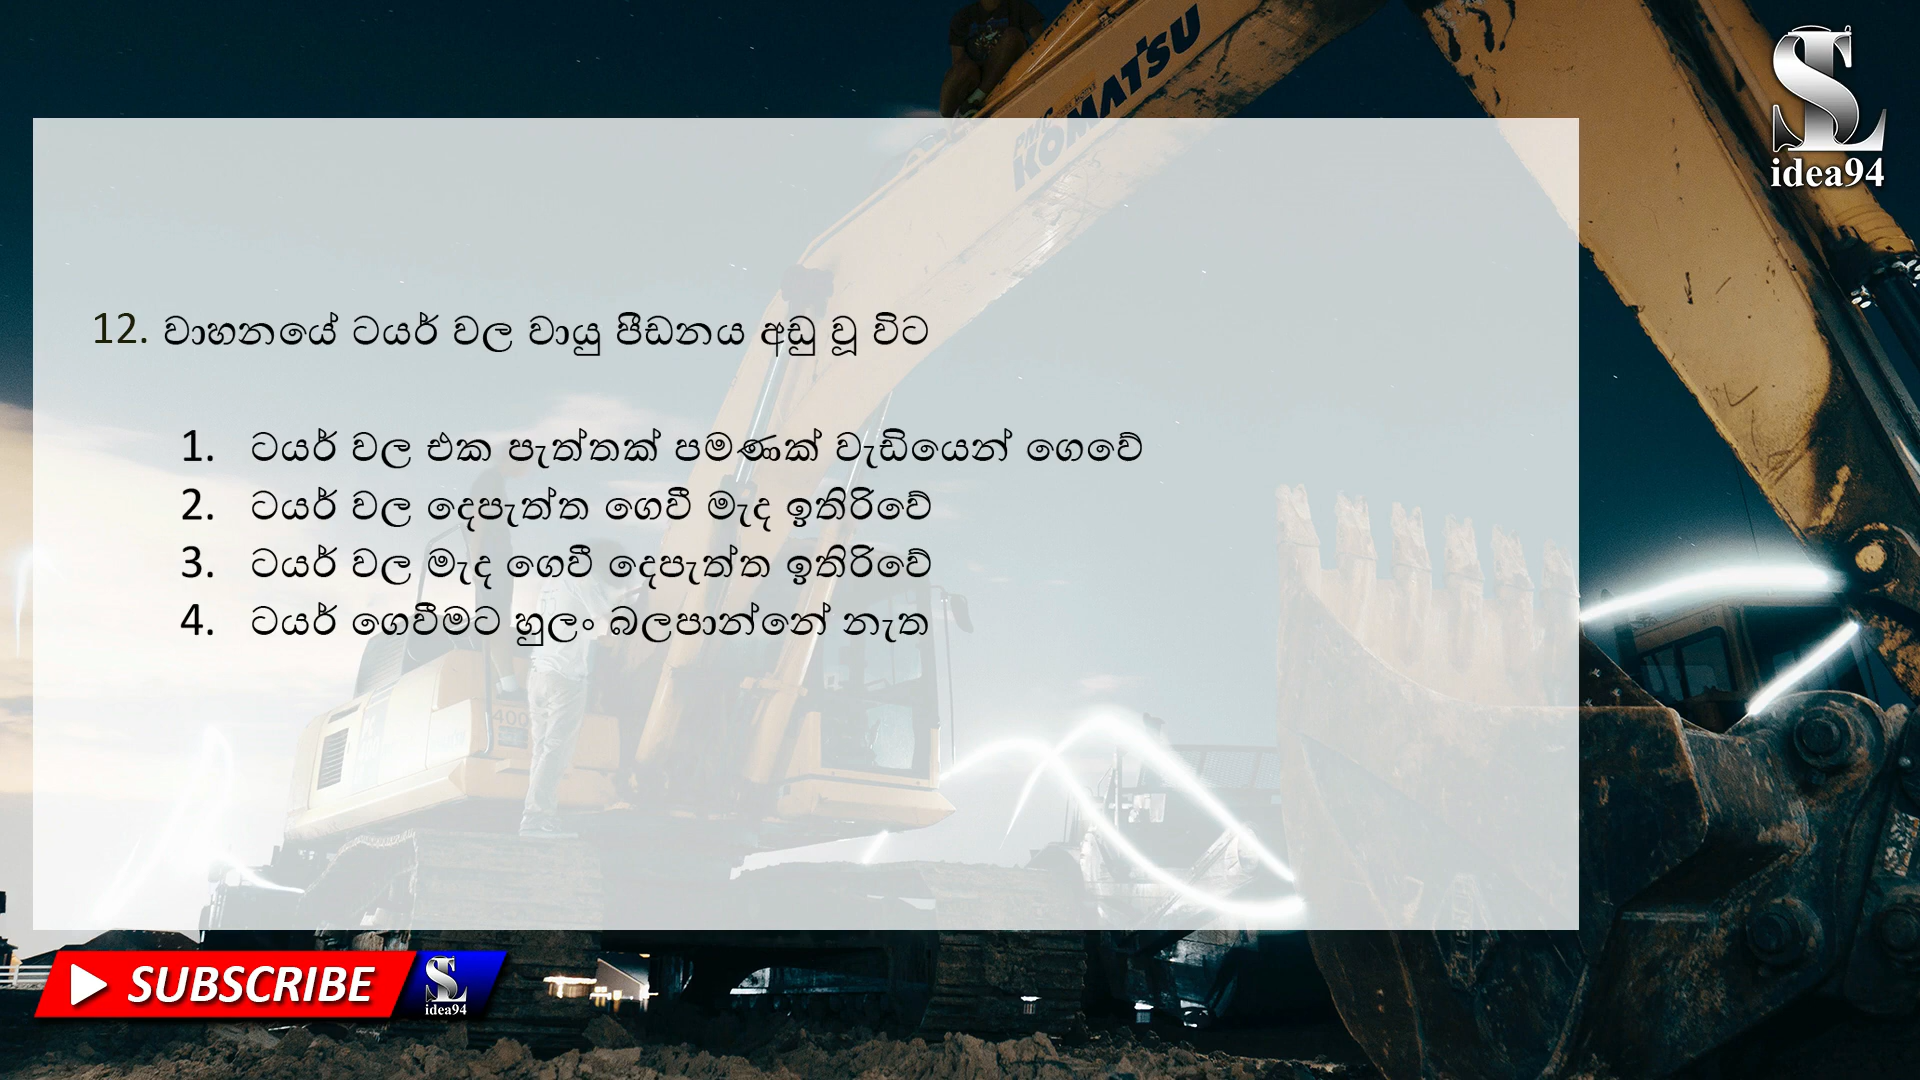 KOMATSU
idea94
12. වාහනයේ ටයර් වල වායු පීඩනය අඩු වූ විට
1. ටයර් වල එක පැත්තක් පමණක් වැඩියෙන් ගෙවේ
2. ටයර් වල දෙපැත්ත ගෙවී මැද ඉතිරිවේ
3. ටයර් වල මැද ගෙවී දෙපැත්ත ඉතිරිවේ
4. ටයර් ගෙවීමට හුලං බලපාන්නේ නැත
400
SUBSCRIBE
idea94